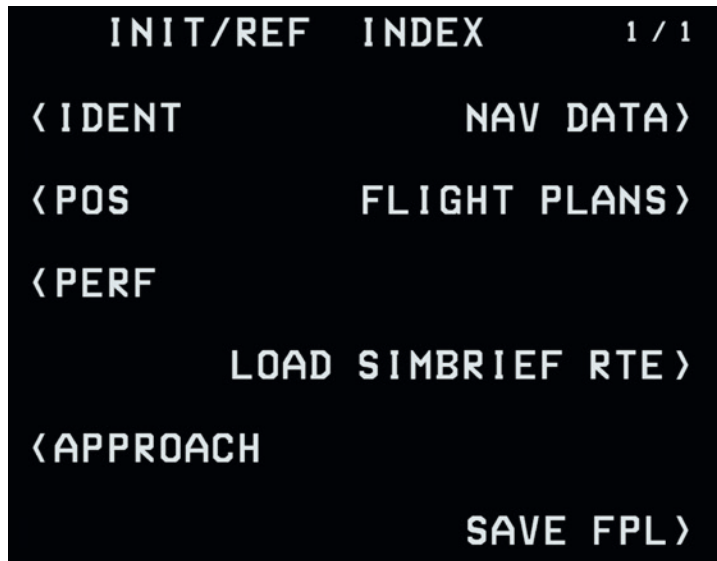 INIT/REF INDEX 1/1
<IDENT NAV DATA>
<POS FLIGHT PLANS>
<PERF
LOAD SIMBRIEF RTE>
<APPROACH
SAVE FPL>